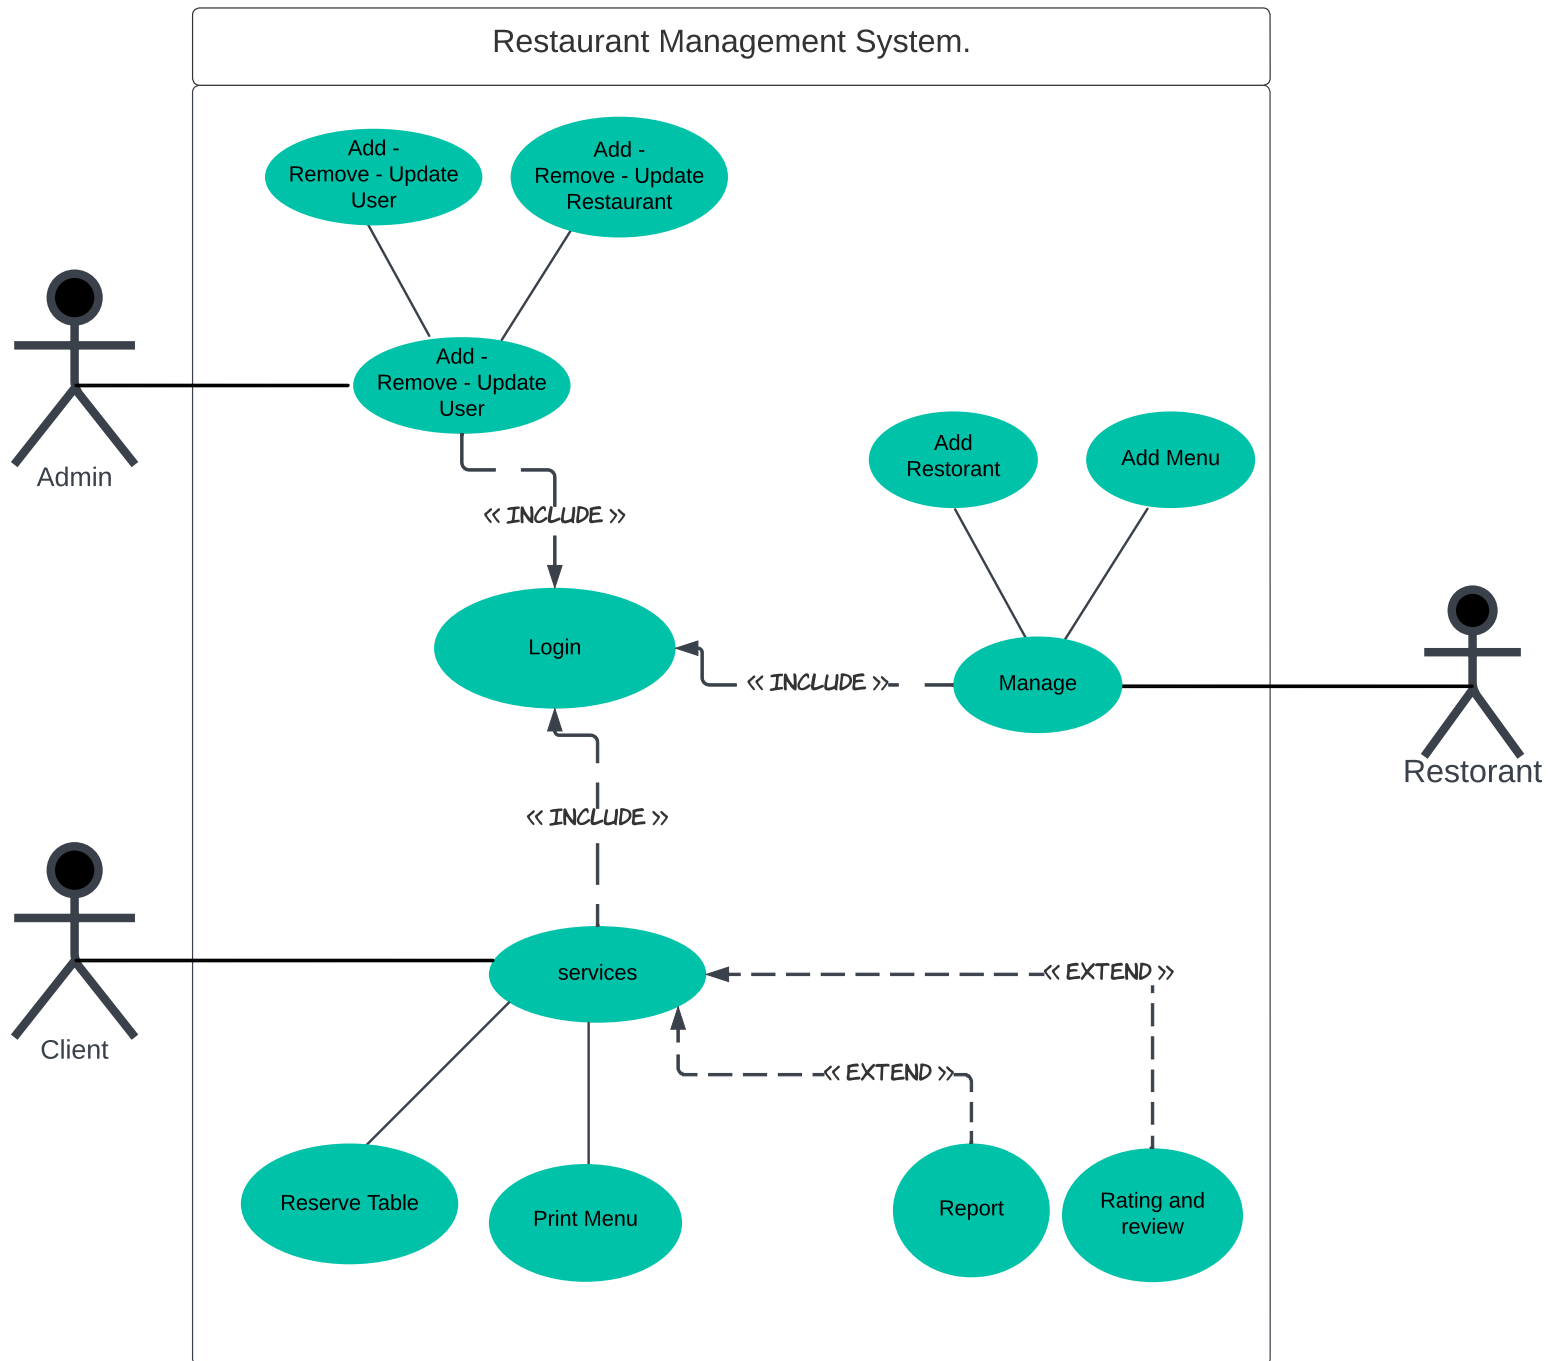 Restaurant Management System.
Add -
Remove - Update
User
Add -
Remove - Update
Restaurant
Admin
Add -
Remove - Update
User
<< INCLUDE >>
Add
Restorant
Add Menu
Login
<< INCLUDE >>
Manage
Restorant
<< INCLUDE >>
Client
services
<< EXTEND >>
<< EXTEND >>
Reserve Table
Print Menu
Report
Rating and
review